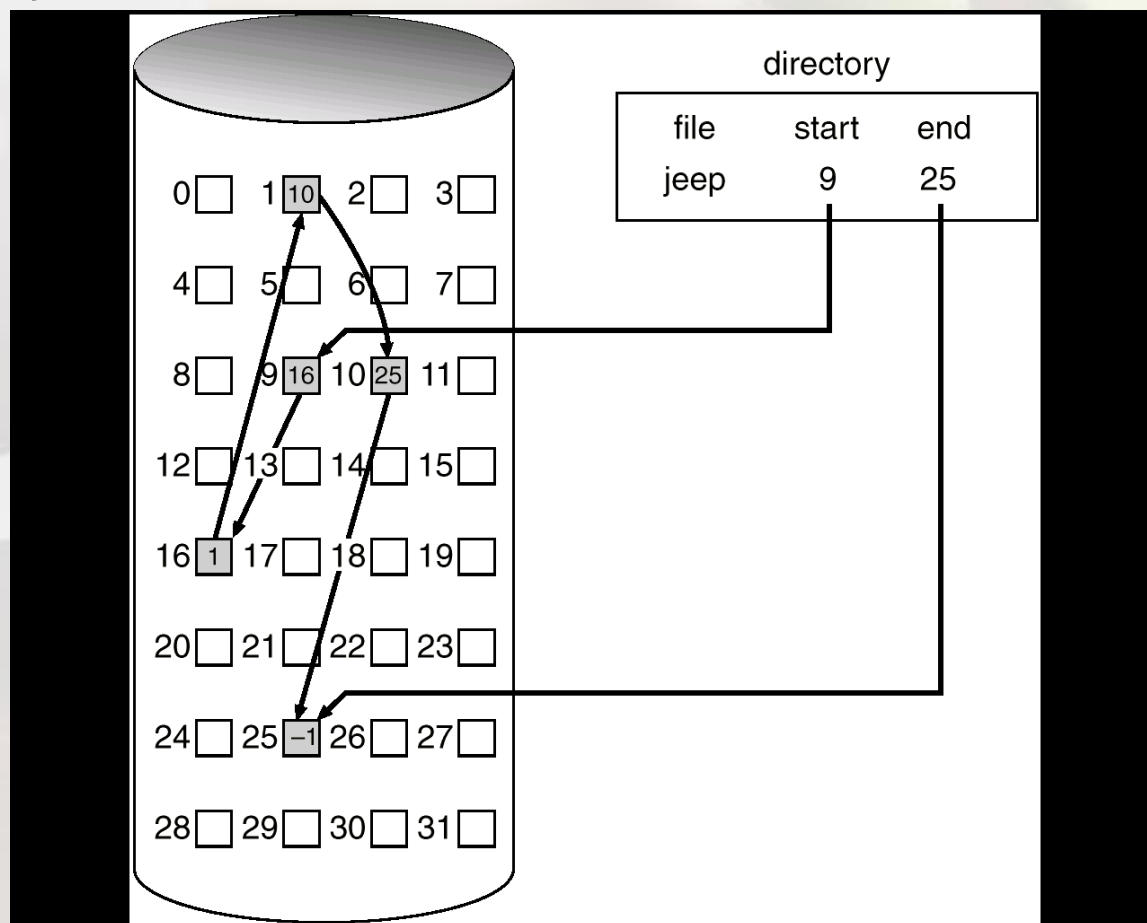 directory
file start end
jeep 9 25
0 1 10 2 3
4 5 6 7
8 9 16 10 25 11
12 13 14 15
16 1 17 18 19
20 21 22 23
24 25 –1 26 27
28 29 30 31